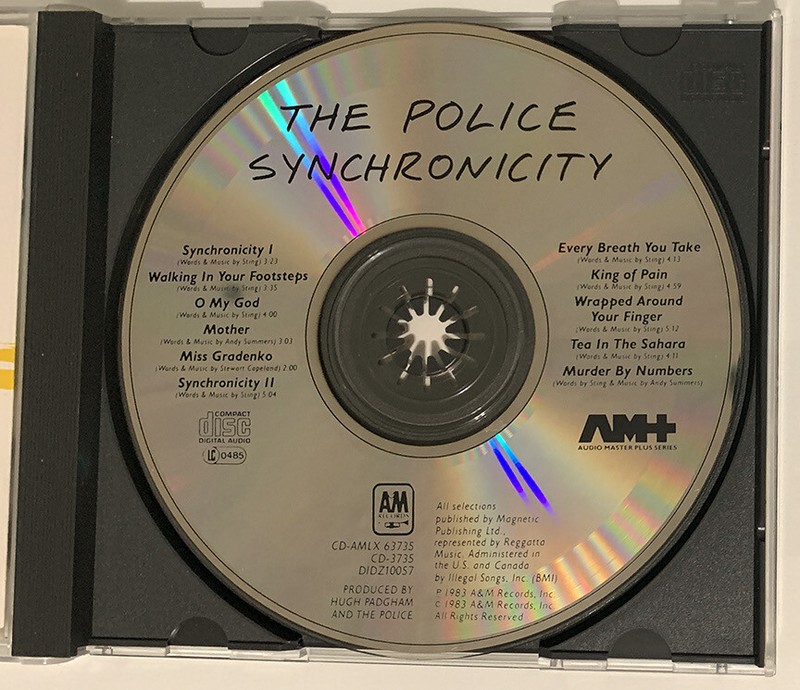 THE POLICE
SYNCHRONICITY
Synchronicity I
(Words & Music by Sting) 3:23
Walking In Your Footsteps
(Words & Music by Sting) 3:35
O My God
(Words & Music by Sting) 4:00
Mother
(Words & Music by Andy Summers) 3:03
Miss Gradenko
(Words & Music by Stewart Copeland) 2:00
Synchronicity II
(Words & Music by Sting) 5:04
COMPACT
disc
DIGITAL AUDIO
LC 0485
Every Breath You Take
(Words & Music by Sting) 4:13
King of Pain
(Words & Music by Sting) 4:59
Wrapped Around
Your Finger
(Words & Music by Sting) 5:12
Tea In The Sahara
(Words & Music by Sting) 4:11
Murder By Numbers
(Words by Sting & Music by Andy Summers)
AM+
AUDIO MASTER PLUS SERIES
A&M
RECORDS
CD-AMLX 63735
CD-3735
DIDZ10057
PRODUCED BY
HUGH PADGHAM
AND THE POLICE
All selections
published by Magnetic
Publishing Ltd.,
represented by Reggatta
Music. Administered in
the U.S. and Canada
by Illegal Songs, Inc. (BMI)
℗ 1983 A&M Records, Inc.
© 1983 A&M Records, Inc.
All Rights Reserved
disc